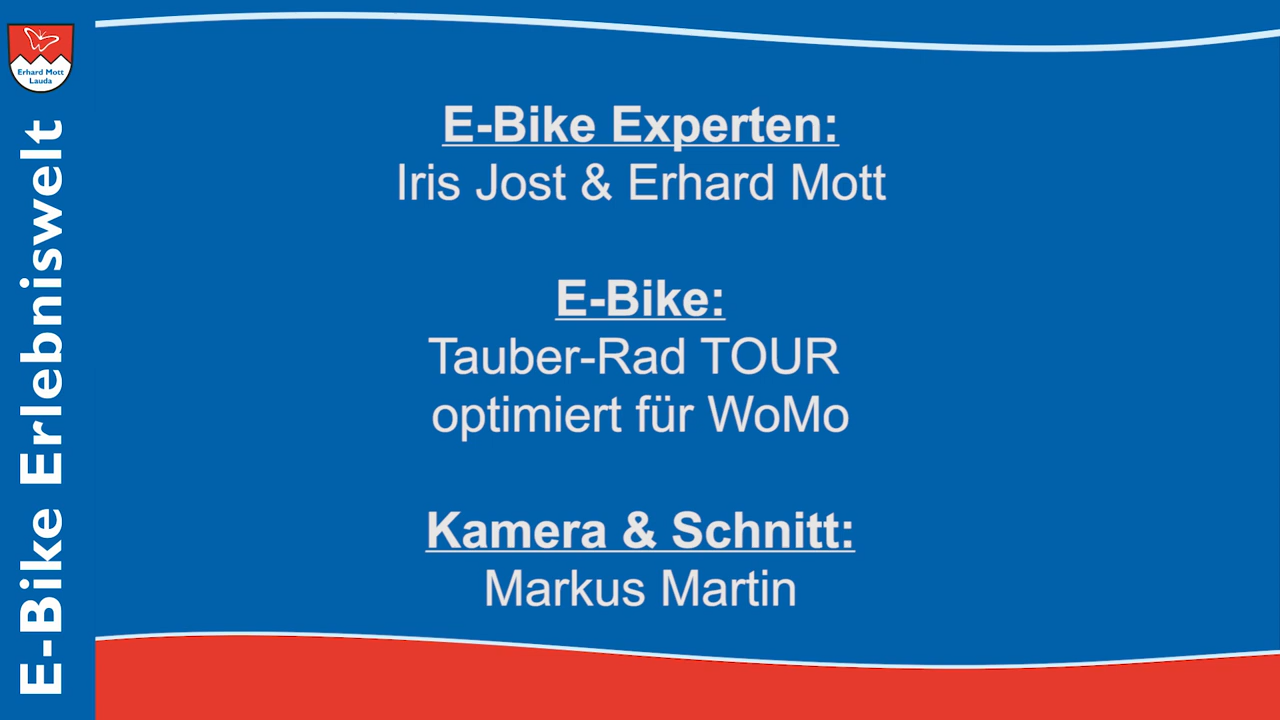 Erhard Mott
Lauda
E-Bike Erlebniswelt
E-Bike Experten:
Iris Jost & Erhard Mott
E-Bike:
Tauber-Rad TOUR
optimiert für WoMo
Kamera & Schnitt:
Markus Martin